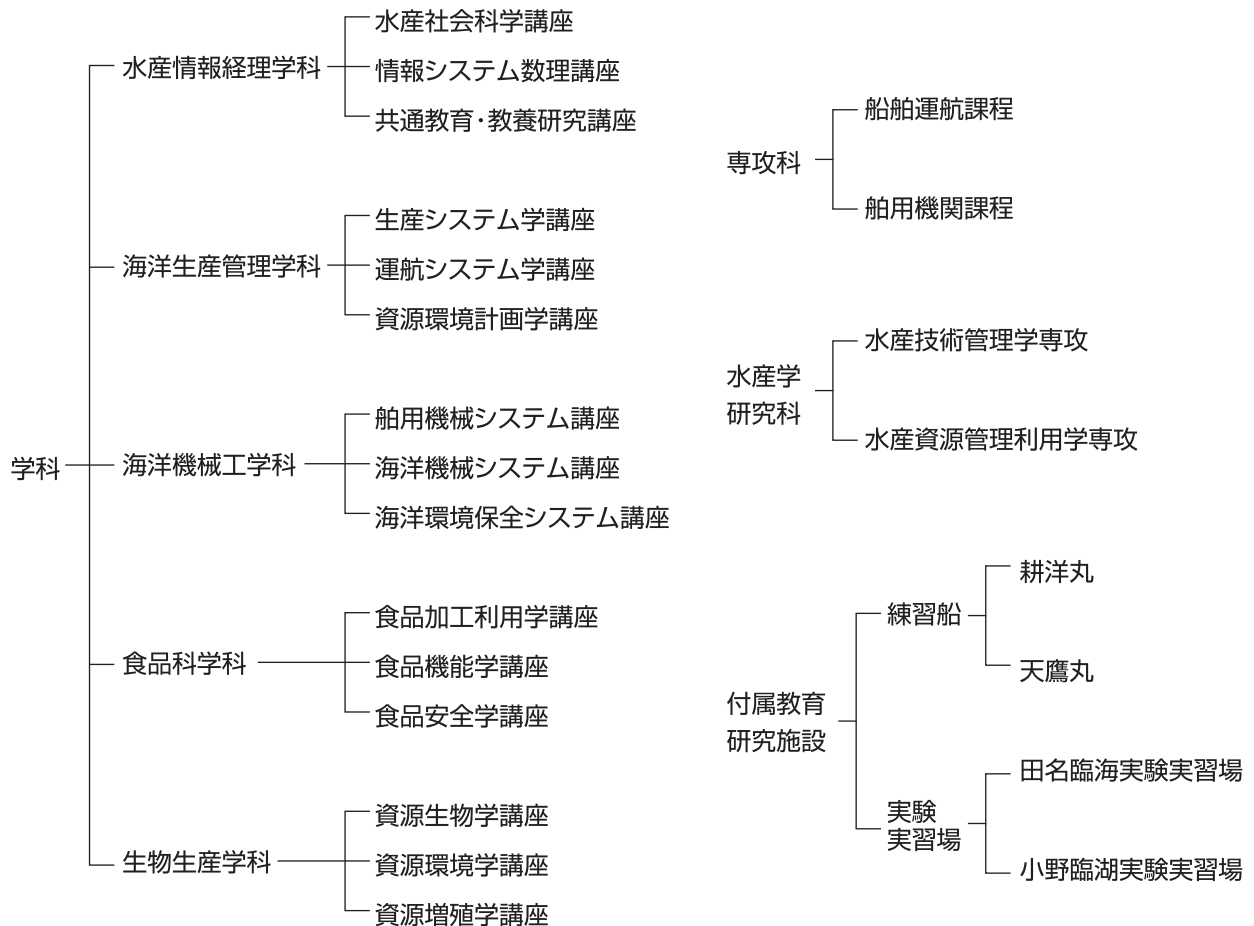 学科
水産情報経理学科
水産社会科学講座
情報システム数理講座
共通教育・教養研究講座
海洋生産管理学科
生産システム学講座
運航システム学講座
資源環境計画学講座
海洋機械工学科
舶用機械システム講座
海洋機械システム講座
海洋環境保全システム講座
食品科学科
食品加工利用学講座
食品機能学講座
食品安全学講座
生物生産学科
資源生物学講座
資源環境学講座
資源増殖学講座
専攻科
船舶運航課程
舶用機関課程
水産学
研究科
水産技術管理学専攻
水産資源管理利用学専攻
付属教育
研究施設
練習船
耕洋丸
天鷹丸
実験
実習場
田名臨海実験実習場
小野臨湖実験実習場